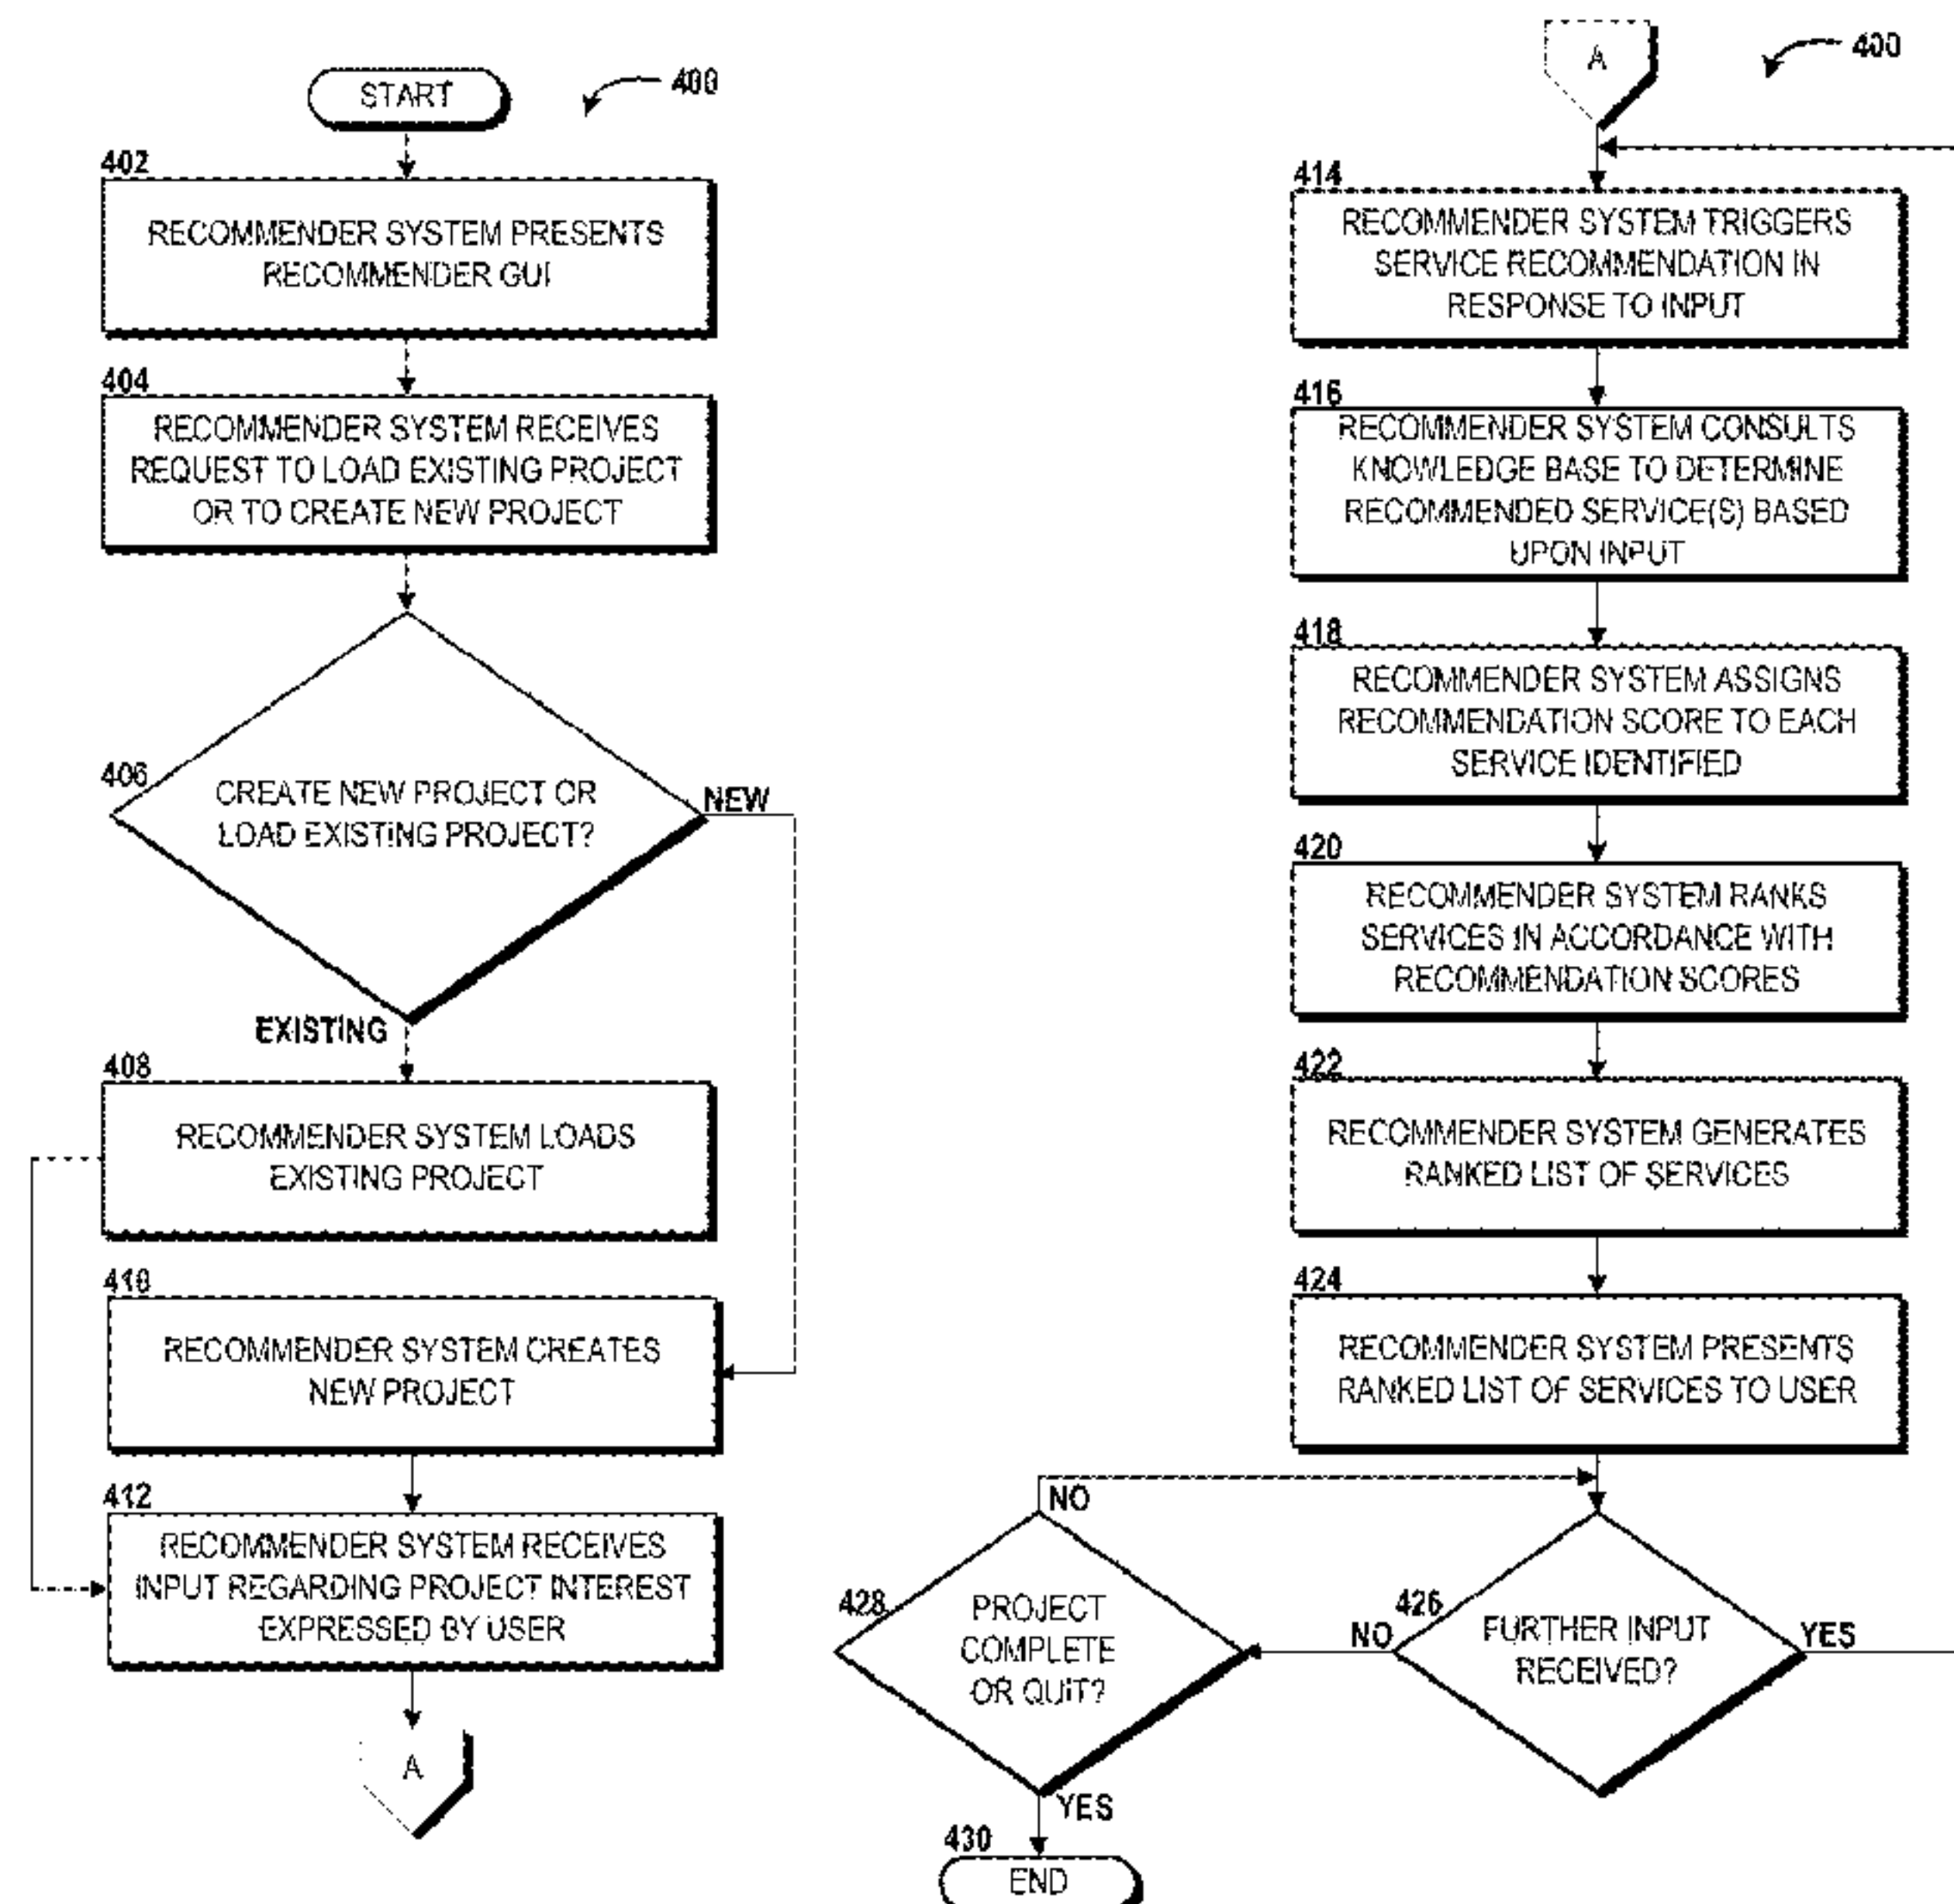 START
400
402
RECOMMENDER SYSTEM PRESENTS
RECOMMENDER GUI
404
RECOMMENDER SYSTEM RECEIVES
REQUEST TO LOAD EXISTING PROJECT
OR TO CREATE NEW PROJECT
406
CREATE NEW PROJECT OR
LOAD EXISTING PROJECT?
NEW
EXISTING
408
RECOMMENDER SYSTEM LOADS
EXISTING PROJECT
410
RECOMMENDER SYSTEM CREATES
NEW PROJECT
412
RECOMMENDER SYSTEM RECEIVES
INPUT REGARDING PROJECT INTEREST
EXPRESSED BY USER
A
A
400
414
RECOMMENDER SYSTEM TRIGGERS
SERVICE RECOMMENDATION IN
RESPONSE TO INPUT
416
RECOMMENDER SYSTEM CONSULTS
KNOWLEDGE BASE TO DETERMINE
RECOMMENDED SERVICE(S) BASED
UPON INPUT
418
RECOMMENDER SYSTEM ASSIGNS
RECOMMENDATION SCORE TO EACH
SERVICE IDENTIFIED
420
RECOMMENDER SYSTEM RANKS
SERVICES IN ACCORDANCE WITH
RECOMMENDATION SCORES
422
RECOMMENDER SYSTEM GENERATES
RANKED LIST OF SERVICES
424
RECOMMENDER SYSTEM PRESENTS
RANKED LIST OF SERVICES TO USER
426
FURTHER INPUT
RECEIVED?
YES
NO
428
PROJECT
COMPLETE
OR QUIT?
NO
YES
430
END